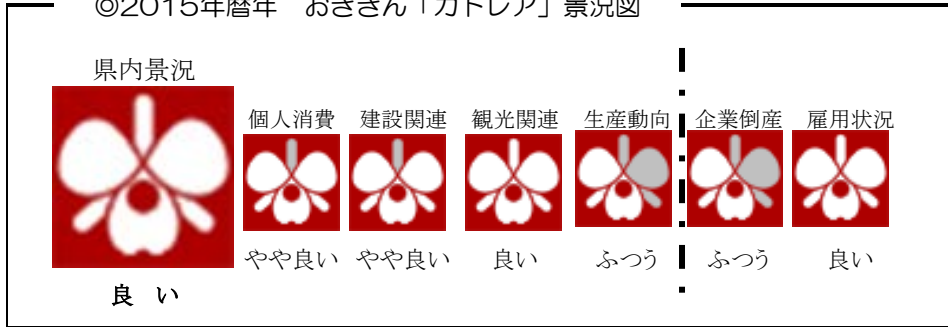 ◎2015年暦年 おきぎん「カトレア」景況図
県内景況
個人消費 建設関連 観光関連 生産動向 企業倒産 雇用状況
やや良い やや良い 良い ふつう ふつう 良い
良 い